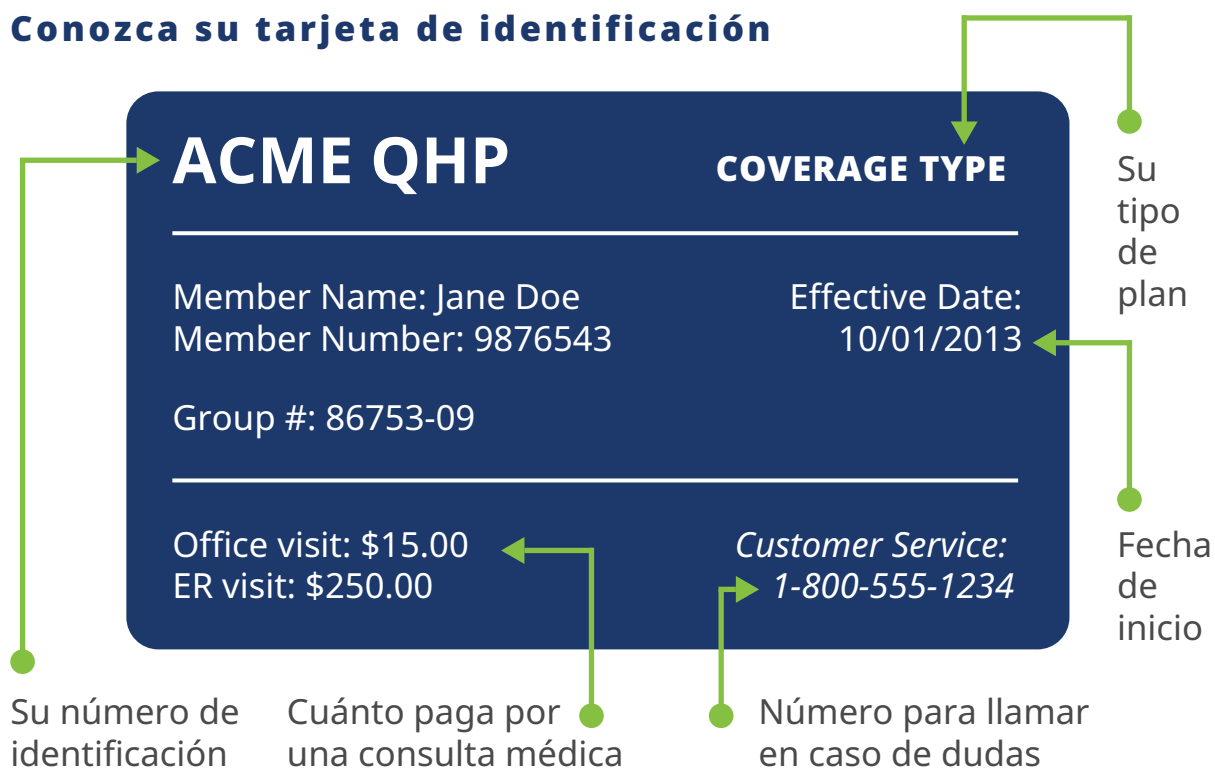 Conozca su tarjeta de identificación
ACME QHP
COVERAGE TYPE
Su
tipo
de
plan
Member Name: Jane Doe
Member Number: 9876543
Effective Date:
10/01/2013
Group #: 86753-09
Office visit: $15.00
ER visit: $250.00
Customer Service:
1-800-555-1234
Fecha
de
inicio
Su número de
identificación
Cuánto paga por
una consulta médica
Número para llamar
en caso de dudas